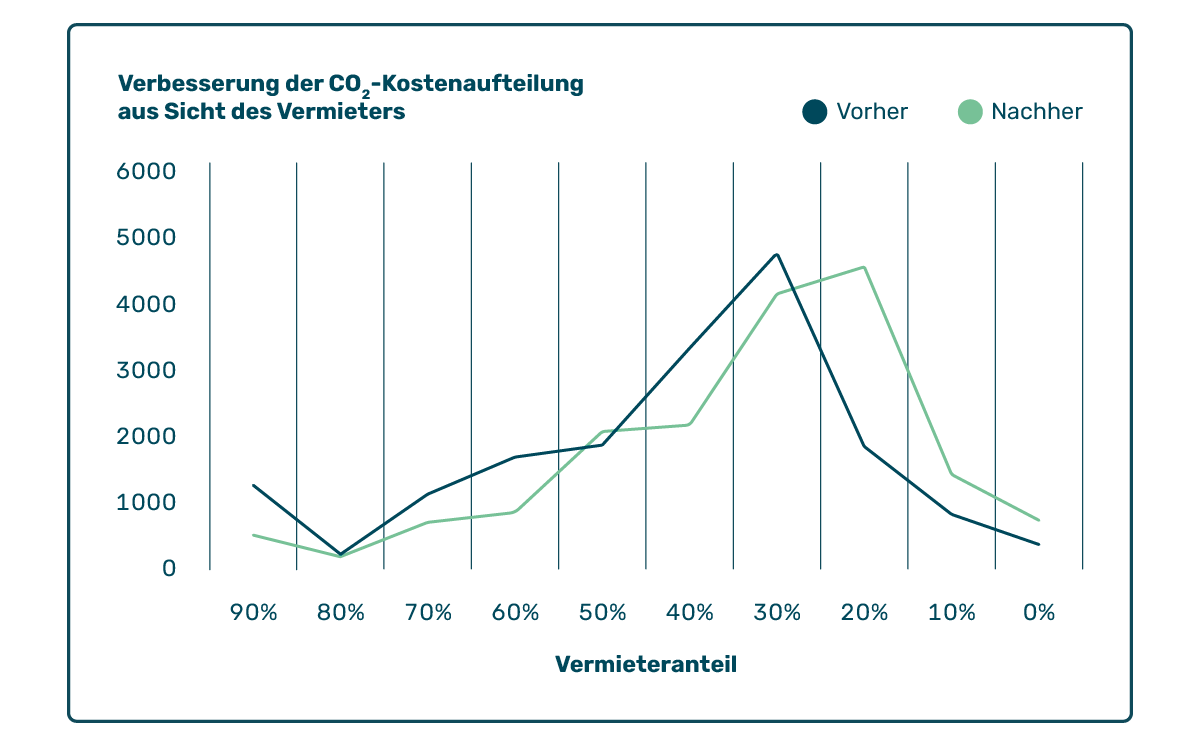 Verbesserung der CO₂-Kostenaufteilung
aus Sicht des Vermieters
Vorher
Nachher
6000
5000
4000
3000
2000
1000
0
90% 80% 70% 60% 50% 40% 30% 20% 10% 0%
Vermieteranteil